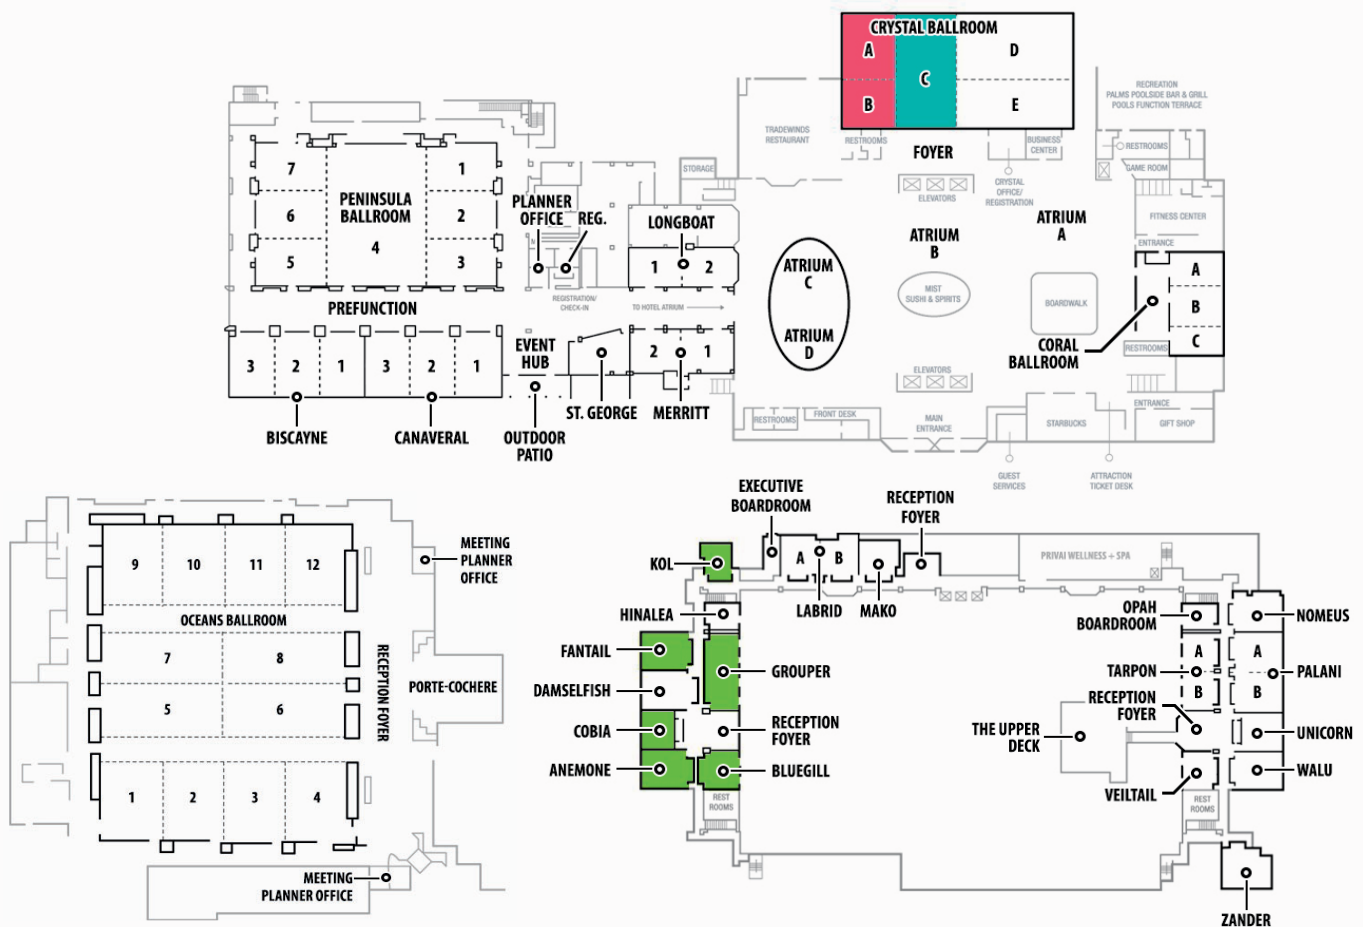 CRYSTAL BALLROOM
A
B
C
D
E
RECREATION
PALMS POOLSIDE BAR & GRILL
POOLS FUNCTION TERRACE
TRADEWINDS
RESTAURANT
RESTROOMS
FOYER
BUSINESS
CENTER
RESTROOMS
GAME ROOM
STORAGE
ELEVATORS
CRYSTAL
OFFICE/
REGISTRATION
FITNESS CENTER
ENTRANCE
7
6
5
PENINSULA
BALLROOM
4
1
2
3
PLANNER
OFFICE
REG.
LONGBOAT
1
2
ATRIUM
A
ATRIUM
B
ATRIUM
C
ATRIUM
D
MIST
SUSHI & SPIRITS
BOARDWALK
A
B
C
CORAL
BALLROOM
RESTROOMS
PREFUNCTION
REGISTRATION/
CHECK-IN
TO HOTEL ATRIUM
3
2
1
3
2
1
EVENT
HUB
2
1
ELEVATORS
ENTRANCE
BISCAYNE
CANAVERAL
OUTDOOR
PATIO
ST. GEORGE
MERRITT
RESTROOMS
FRONT DESK
MAIN
ENTRANCE
STARBUCKS
GIFT SHOP
GUEST
SERVICES
ATTRACTION
TICKET DESK
9
10
11
12
OCEANS BALLROOM
7
8
5
6
1
2
3
4
RECEPTION FOYER
MEETING
PLANNER
OFFICE
PORTE-COCHERE
MEETING
PLANNER OFFICE
EXECUTIVE
BOARDROOM
RECEPTION
FOYER
KOL
A
B
LABRID
MAKO
PRIVAI WELLNESS + SPA
HINALEA
FANTAIL
GROUPER
DAMSELFISH
COBIA
RECEPTION
FOYER
ANEMONE
BLUEGILL
REST
ROOMS
OPAH
BOARDROOM
NOMEUS
A
TARPON
B
A
PALANI
B
RECEPTION
FOYER
THE UPPER
DECK
UNICORN
VEILTAIL
WALU
REST
ROOMS
ZANDER